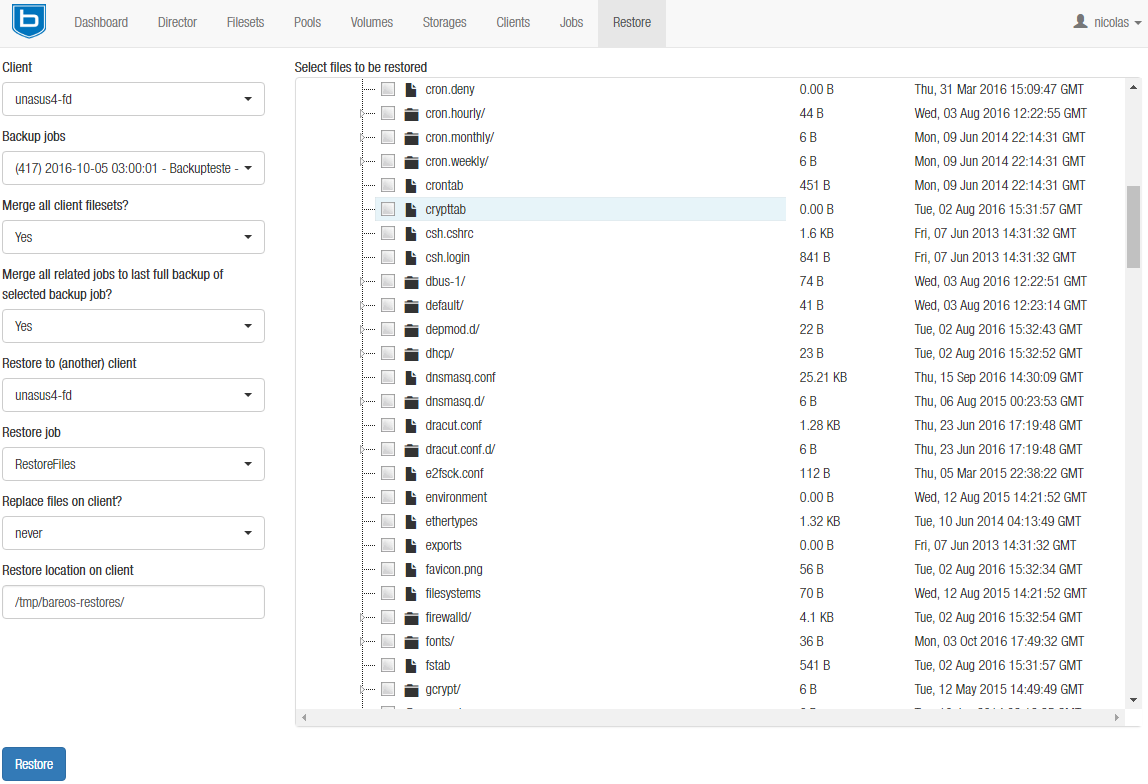 b
Dashboard Director Filesets Pools Volumes Storages Clients Jobs Restore nicolas
Client
unasus4-fd
Backup jobs
(417) 2016-10-05 03:00:01 - Backupteste -
Merge all client filesets?
Yes
Merge all related jobs to last full backup of
selected backup job?
Yes
Restore to (another) client
unasus4-fd
Restore job
RestoreFiles
Replace files on client?
never
Restore location on client
/tmp/bareos-restores/
Restore
Select files to be restored
cron.deny 0.00 B Thu, 31 Mar 2016 15:09:47 GMT
cron.hourly/ 44 B Wed, 03 Aug 2016 12:22:55 GMT
cron.monthly/ 6 B Mon, 09 Jun 2014 22:14:31 GMT
cron.weekly/ 6 B Mon, 09 Jun 2014 22:14:31 GMT
crontab 451 B Mon, 09 Jun 2014 22:14:31 GMT
crypttab 0.00 B Tue, 02 Aug 2016 15:31:57 GMT
csh.cshrc 1.6 KB Fri, 07 Jun 2013 14:31:32 GMT
csh.login 841 B Fri, 07 Jun 2013 14:31:32 GMT
dbus-1/ 74 B Wed, 03 Aug 2016 12:22:51 GMT
default/ 41 B Wed, 03 Aug 2016 12:23:14 GMT
depmod.d/ 22 B Tue, 02 Aug 2016 15:32:43 GMT
dhcp/ 23 B Tue, 02 Aug 2016 15:32:52 GMT
dnsmasq.conf 25.21 KB Thu, 15 Sep 2016 14:30:09 GMT
dnsmasq.d/ 6 B Thu, 06 Aug 2015 00:23:53 GMT
dracut.conf 1.28 KB Thu, 23 Jun 2016 17:19:48 GMT
dracut.conf.d/ 6 B Thu, 23 Jun 2016 17:19:48 GMT
e2fsck.conf 112 B Thu, 05 Mar 2015 22:38:22 GMT
environment 0.00 B Wed, 12 Aug 2015 14:21:52 GMT
ethertypes 1.32 KB Tue, 10 Jun 2014 04:13:49 GMT
exports 0.00 B Fri, 07 Jun 2013 14:31:32 GMT
favicon.png 56 B Tue, 02 Aug 2016 15:32:34 GMT
filesystems 70 B Wed, 12 Aug 2015 14:21:52 GMT
firewalld/ 4.1 KB Tue, 02 Aug 2016 15:32:54 GMT
fonts/ 36 B Mon, 03 Oct 2016 17:49:32 GMT
fstab 541 B Tue, 02 Aug 2016 15:31:57 GMT
gcrypt/ 6 B Tue, 12 May 2015 14:49:49 GMT